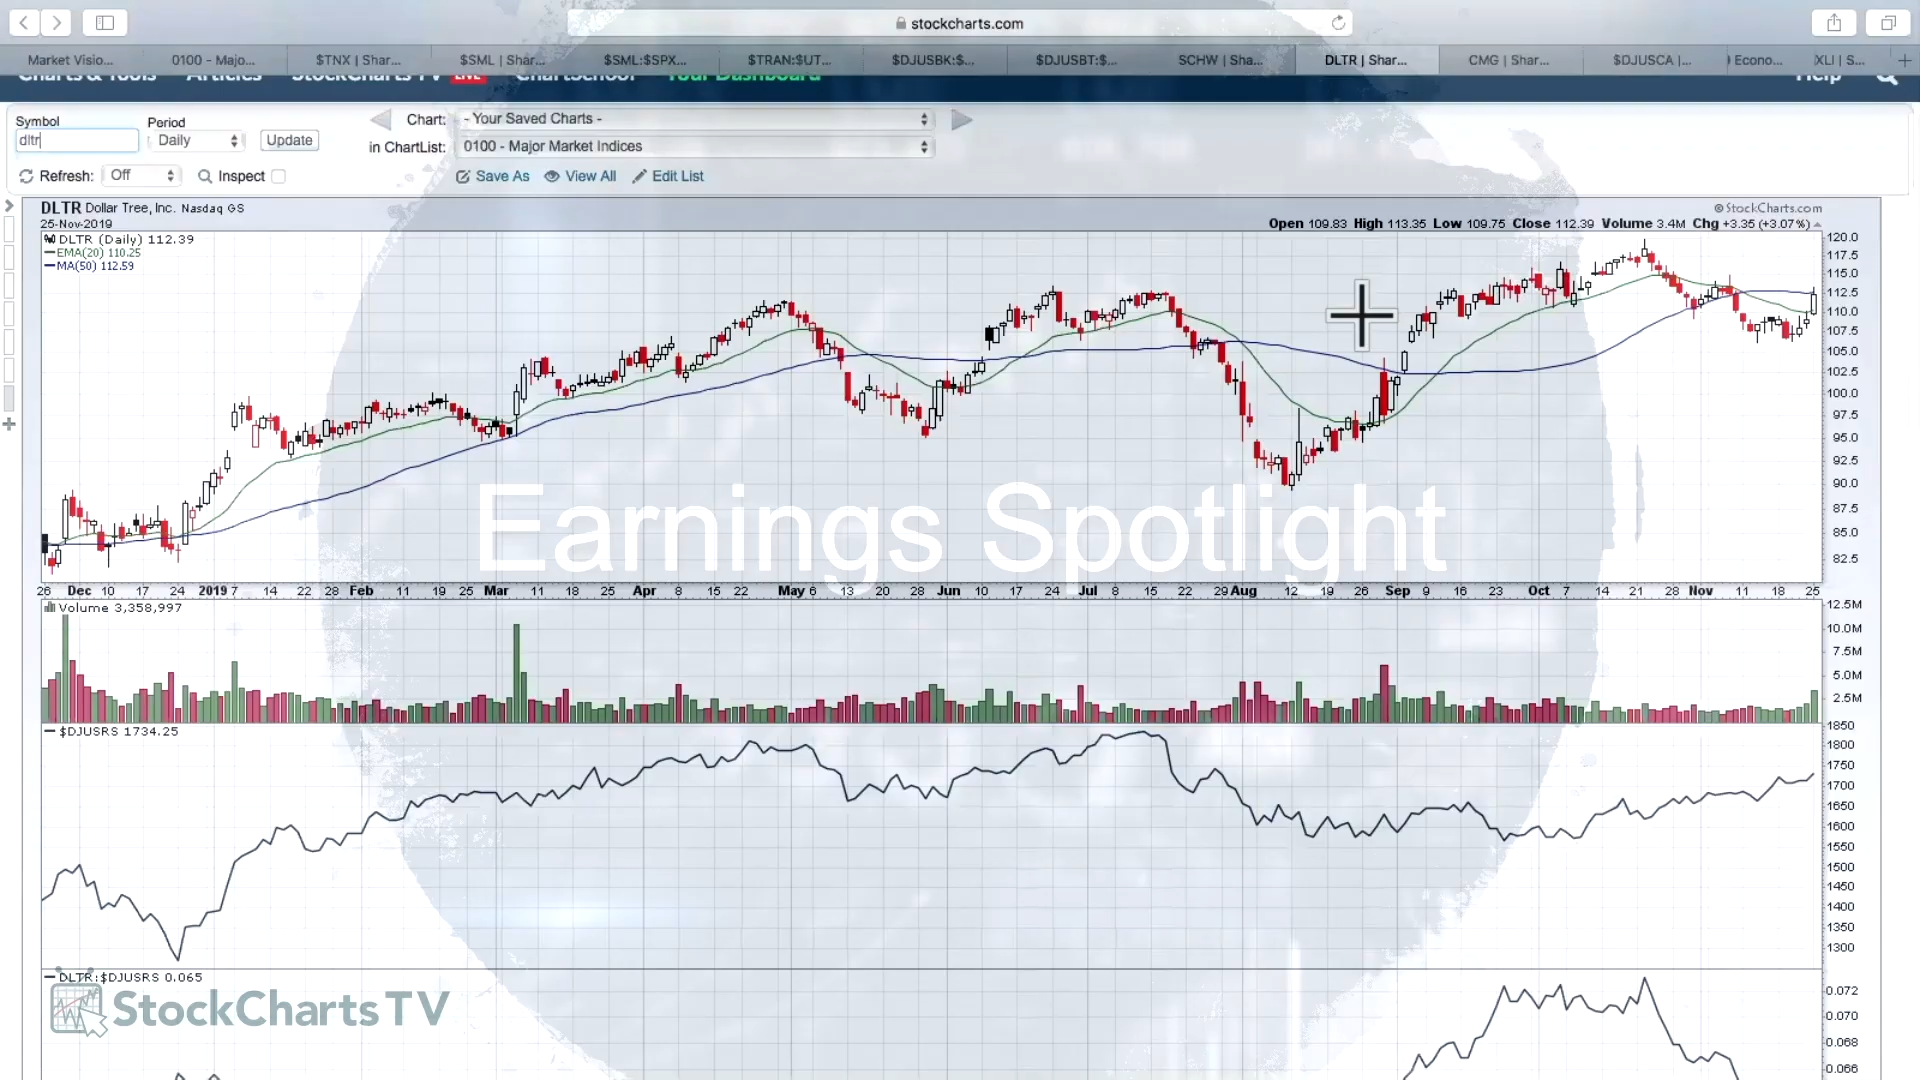 stockcharts.com
Market Visio... 0100 - Majo... $TNX | Shar... $SML | Shar... $SML:$SPX... $TRAN:$UT... $DJUSBK:$... $DJUSBT:$... SCHW | Sha... DLTR | Shar... CMG | Shar... $DJUSCA |... Econo... XLI | S...
Charts & Tools Articles StockCharts TV LIVE ChartSchool Your Dashboard Help
Symbol Period Chart: - Your Saved Charts -
dltr Daily Update in ChartList: 0100 - Major Market Indices
Refresh: Off Inspect Save As View All Edit List
DLTR Dollar Tree, Inc. Nasdaq GS ©StockCharts.com
25-Nov-2019 Open 109.83 High 113.35 Low 109.75 Close 112.39 Volume 3.4M Chg +3.35 (+3.07%)
DLTR (Daily) 112.39
EMA(20) 110.25
MA(50) 112.59
120.0
117.5
115.0
112.5
110.0
107.5
105.0
102.5
100.0
97.5
95.0
92.5
90.0
87.5
85.0
82.5
Earnings Spotlight
26 Dec 10 17 24 2019 7 14 22 28 Feb 11 19 25 Mar 11 18 25 Apr 8 15 22 May 6 13 20 28 Jun 10 17 24 Jul 8 15 22 29 Aug 12 19 26 Sep 9 16 23 Oct 7 14 21 28 Nov 11 18 25
Volume 3,358,997
12.5M
10.0M
7.5M
5.0M
2.5M
$DJUSRS 1734.25
1850
1800
1750
1700
1650
1600
1550
1500
1450
1400
1350
1300
DLTR:$DJUSRS 0.065
StockCharts TV
0.072
0.070
0.068
0.066